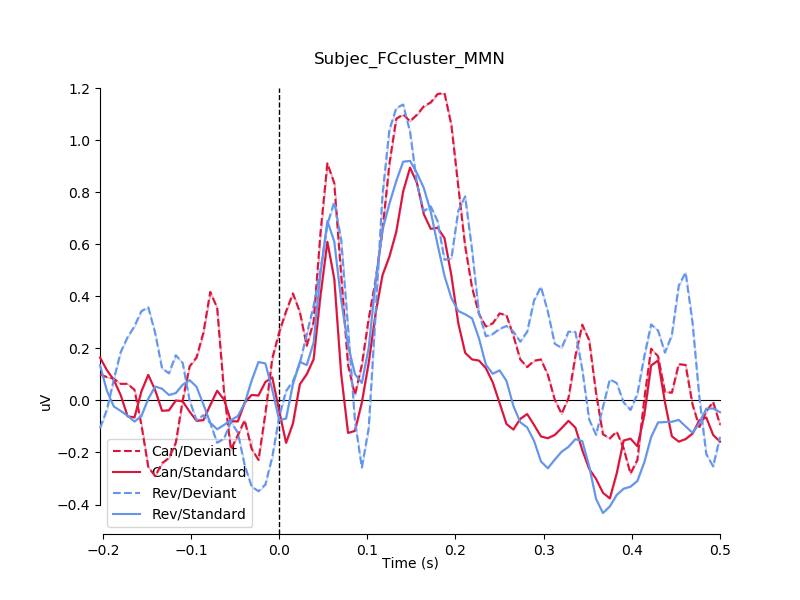 Subjec_FCcluster_MMN
1.2
1.0
0.8
0.6
0.4
0.2
0.0
−0.2
−0.4
uV
Can/Deviant
Can/Standard
Rev/Deviant
Rev/Standard
−0.2 −0.1 0.0 0.1 0.2 0.3 0.4 0.5
Time (s)